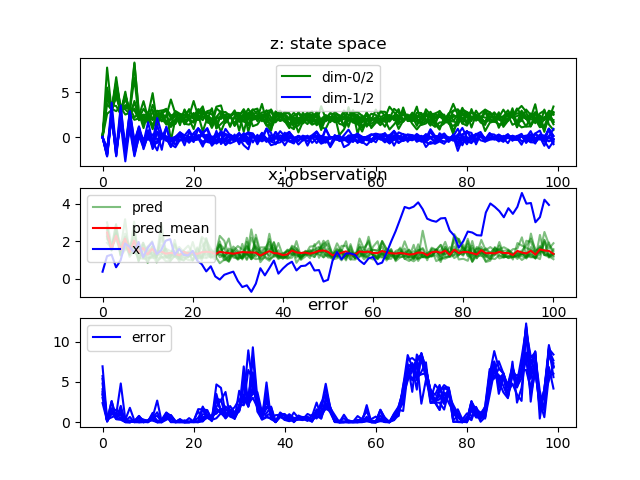 z: state space
dim-0/2
dim-1/2
5
0
0 20 40 60 80 100
x: observation
pred
pred_mean
x
4
2
0
0 20 40 60 80 100
error
error
10
5
0
0 20 40 60 80 100